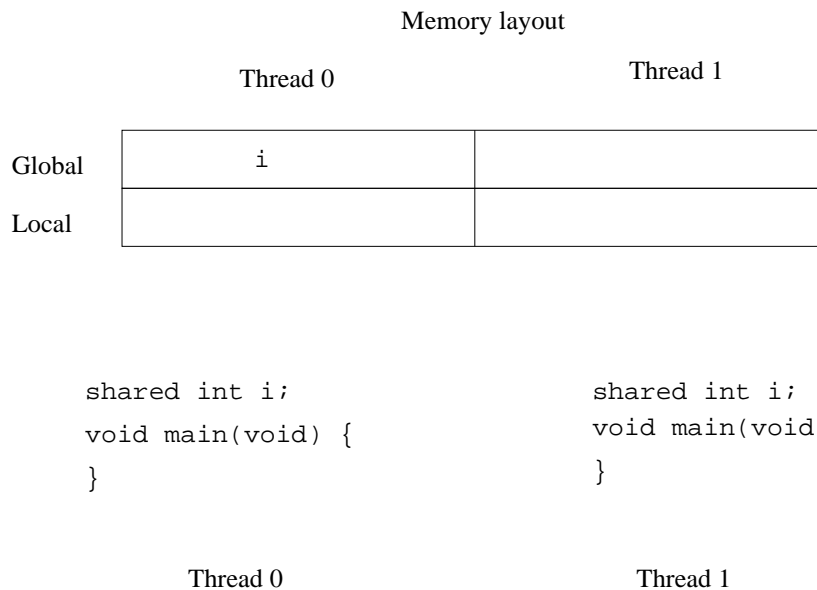 Memory layout
Thread 0
Thread 1
Global
i
Local
shared int i;
void main(void) {
}
shared int i;
void main(void
}
Thread 0
Thread 1